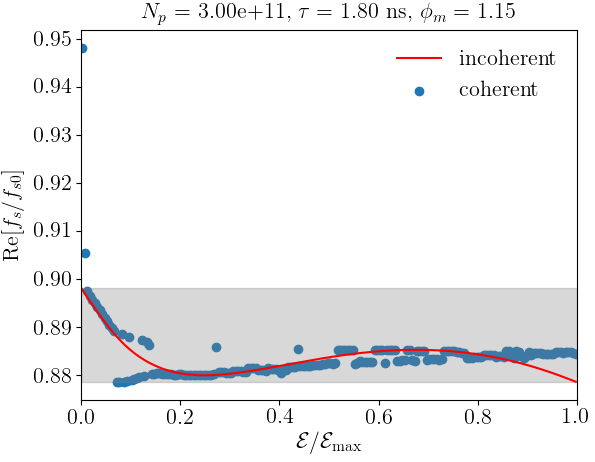 N_p = 3.00e+11, τ = 1.80 ns, ϕ_m = 1.15
incoherent
coherent
Re[f_s/f_{s0}]
0.95
0.94
0.93
0.92
0.91
0.90
0.89
0.88
0.0 0.2 0.4 0.6 0.8 1.0
ℰ/ℰ_max